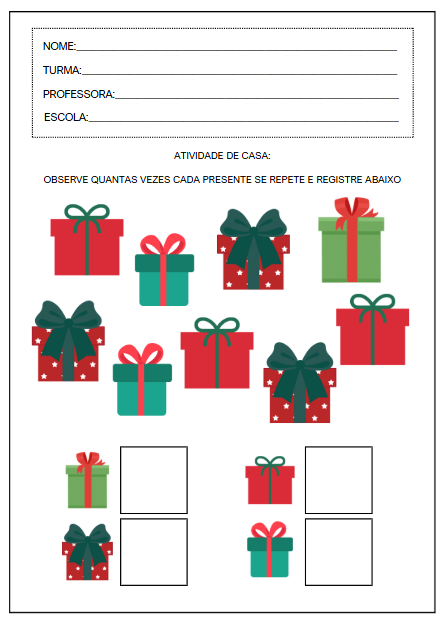 NOME:
TURMA:
PROFESSORA:
ESCOLA:
ATIVIDADE DE CASA:
OBSERVE QUANTAS VEZES CADA PRESENTE SE REPETE E REGISTRE ABAIXO